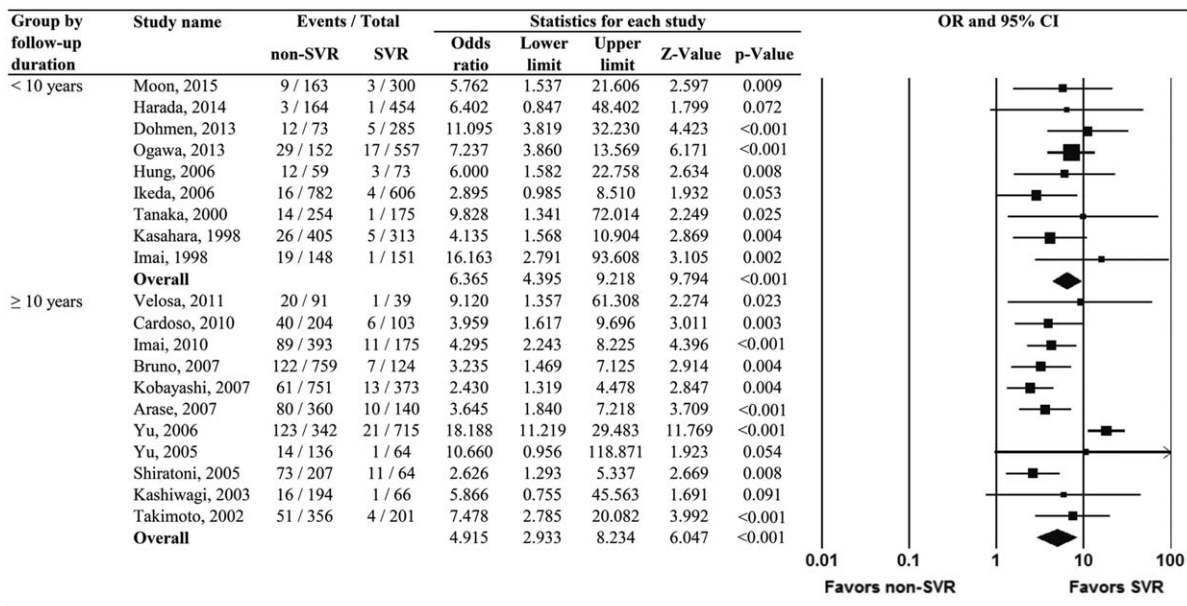 Group by follow-up duration Study name Events / Total Statistics for each study OR and 95% CI
non-SVR SVR Odds ratio Lower limit Upper limit Z-Value p-Value
< 10 years Moon, 2015 9 / 163 3 / 300 5.762 1.537 21.606 2.597 0.009
Harada, 2014 3 / 164 1 / 454 6.402 0.847 48.402 1.799 0.072
Dohmen, 2013 12 / 73 5 / 285 11.095 3.819 32.230 4.423 <0.001
Ogawa, 2013 29 / 152 17 / 557 7.237 3.860 13.569 6.171 <0.001
Hung, 2006 12 / 59 3 / 73 6.000 1.582 22.758 2.634 0.008
Ikeda, 2006 16 / 782 4 / 606 2.895 0.985 8.510 1.932 0.053
Tanaka, 2000 14 / 254 1 / 175 9.828 1.341 72.014 2.249 0.025
Kasahara, 1998 26 / 405 5 / 313 4.135 1.568 10.904 2.869 0.004
Imai, 1998 19 / 148 1 / 151 16.163 2.791 93.608 3.105 0.002
Overall 6.365 4.395 9.218 9.794 <0.001
≥ 10 years Velosa, 2011 20 / 91 1 / 39 9.120 1.357 61.308 2.274 0.023
Cardoso, 2010 40 / 204 6 / 103 3.959 1.617 9.696 3.011 0.003
Imai, 2010 89 / 393 11 / 175 4.295 2.243 8.225 4.396 <0.001
Bruno, 2007 122 / 759 7 / 124 3.235 1.469 7.125 2.914 0.004
Kobayashi, 2007 61 / 751 13 / 373 2.430 1.319 4.478 2.847 0.004
Arase, 2007 80 / 360 10 / 140 3.645 1.840 7.218 3.709 <0.001
Yu, 2006 123 / 342 21 / 715 18.188 11.219 29.483 11.769 <0.001
Yu, 2005 14 / 136 1 / 64 10.660 0.956 118.871 1.923 0.054
Shiratoni, 2005 73 / 207 11 / 64 2.626 1.293 5.337 2.669 0.008
Kashiwagi, 2003 16 / 194 1 / 66 5.866 0.755 45.563 1.691 0.091
Takimoto, 2002 51 / 356 4 / 201 7.478 2.785 20.082 3.992 <0.001
Overall 4.915 2.933 8.234 6.047 <0.001
0.01 0.1 1 10 100
Favors non-SVR Favors SVR